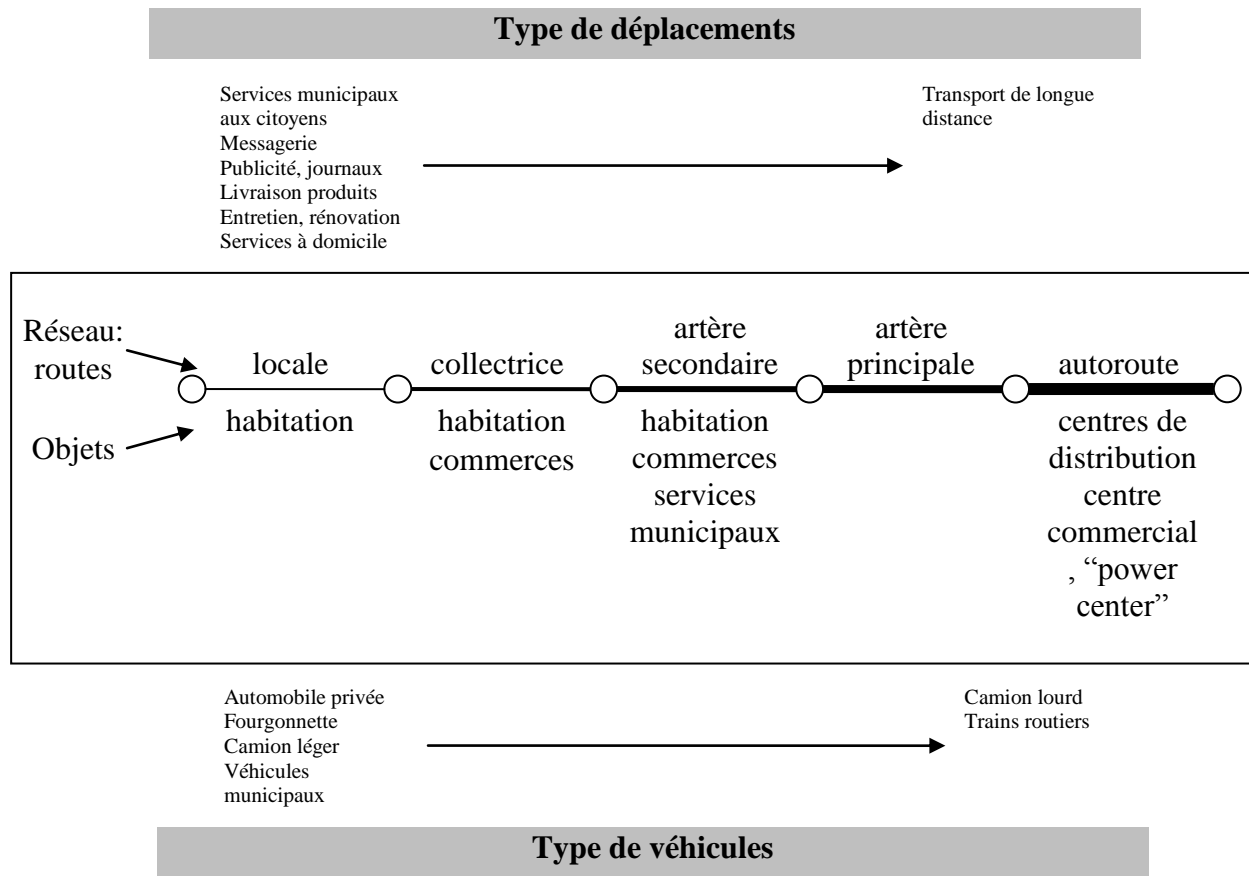 Type de déplacements
Services municipaux
aux citoyens
Messagerie
Publicité, journaux
Livraison produits
Entretien, rénovation
Services à domicile
Transport de longue
distance
Réseau:
routes
locale
collectrice
artère
secondaire
artère
principale
autoroute
Objets
habitation
habitation
commerces
habitation
commerces
services
municipaux
centres de
distribution
centre
commercial
, “power
center”
Automobile privée
Fourgonnette
Camion léger
Véhicules
municipaux
Camion lourd
Trains routiers
Type de véhicules